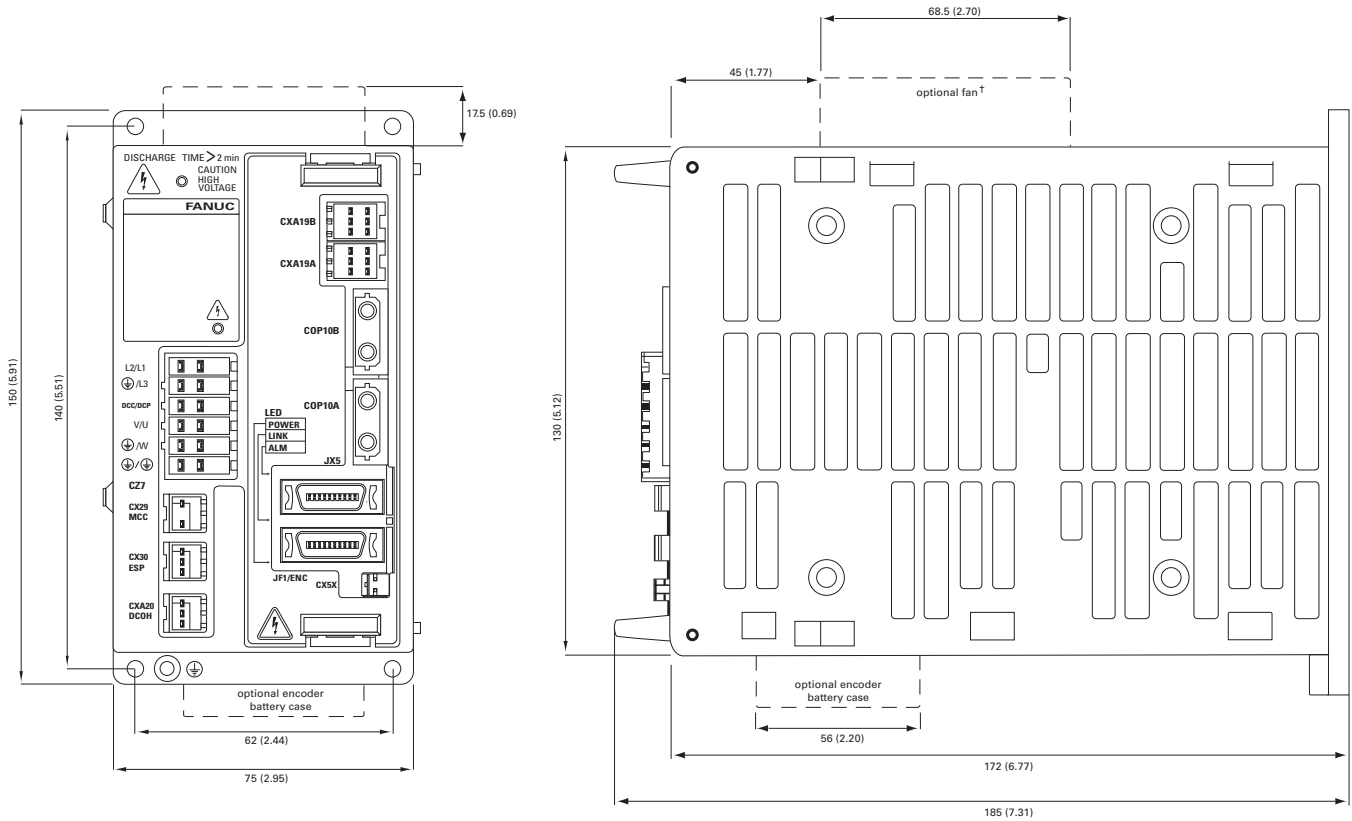 68.5 (2.70)
45 (1.77)
optional fan†
17.5 (0.69)
DISCHARGE TIME > 2 min
CAUTION
HIGH
VOLTAGE
FANUC
CXA19B
CXA19A
COP10B
COP10A
150 (5.91)
140 (5.51)
130 (5.12)
L2/L1
/L3
DCC/DCP
V/U
/W
/
CZ7
CX29
MCC
CX30
ESP
CXA20
DCOH
LED
POWER
LINK
ALM
JX5
JF1/ENC
CX5X
optional encoder
battery case
62 (2.44)
75 (2.95)
optional encoder
battery case
56 (2.20)
172 (6.77)
185 (7.31)